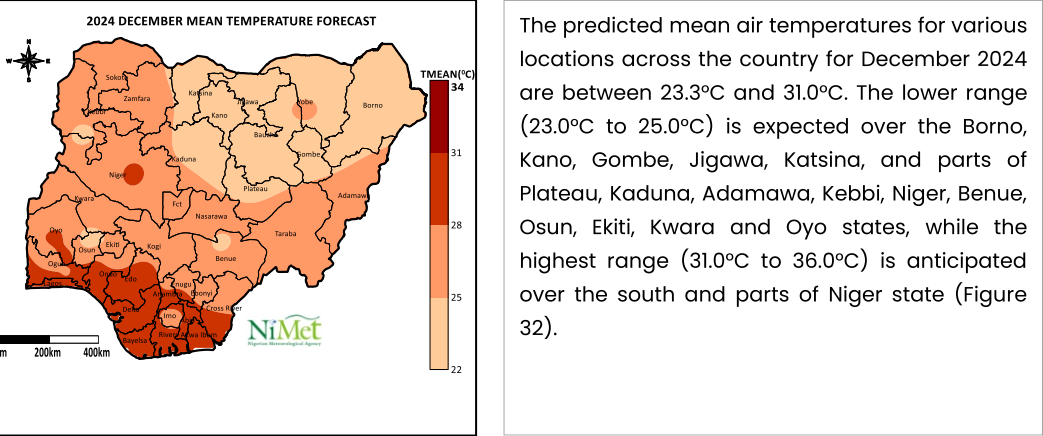 2024 DECEMBER MEAN TEMPERATURE FORECAST
N
W
E
S
TMEAN(°C)
34
31
28
25
22
Sokoto
Zamfara
Kebbi
Katsina
Jigawa
Yobe
Borno
Kano
Bauchi
Gombe
Kaduna
Niger
Plateau
Adamawa
Kwara
Fct
Nasarawa
Taraba
Oyo
Osun
Ekiti
Kogi
Benue
Ogun
Lagos
Ondo
Edo
Enugu
Anambra
Ebonyi
Cross River
Delta
Imo
Bayelsa
Rivers
Akwa Ibom
200km
400km
NiMet
Nigerian Meteorological Agency
The predicted mean air temperatures for various
locations across the country for December 2024
are between 23.3°C and 31.0°C. The lower range
(23.0°C to 25.0°C) is expected over the Borno,
Kano, Gombe, Jigawa, Katsina, and parts of
Plateau, Kaduna, Adamawa, Kebbi, Niger, Benue,
Osun, Ekiti, Kwara and Oyo states, while the
highest range (31.0°C to 36.0°C) is anticipated
over the south and parts of Niger state (Figure
32).